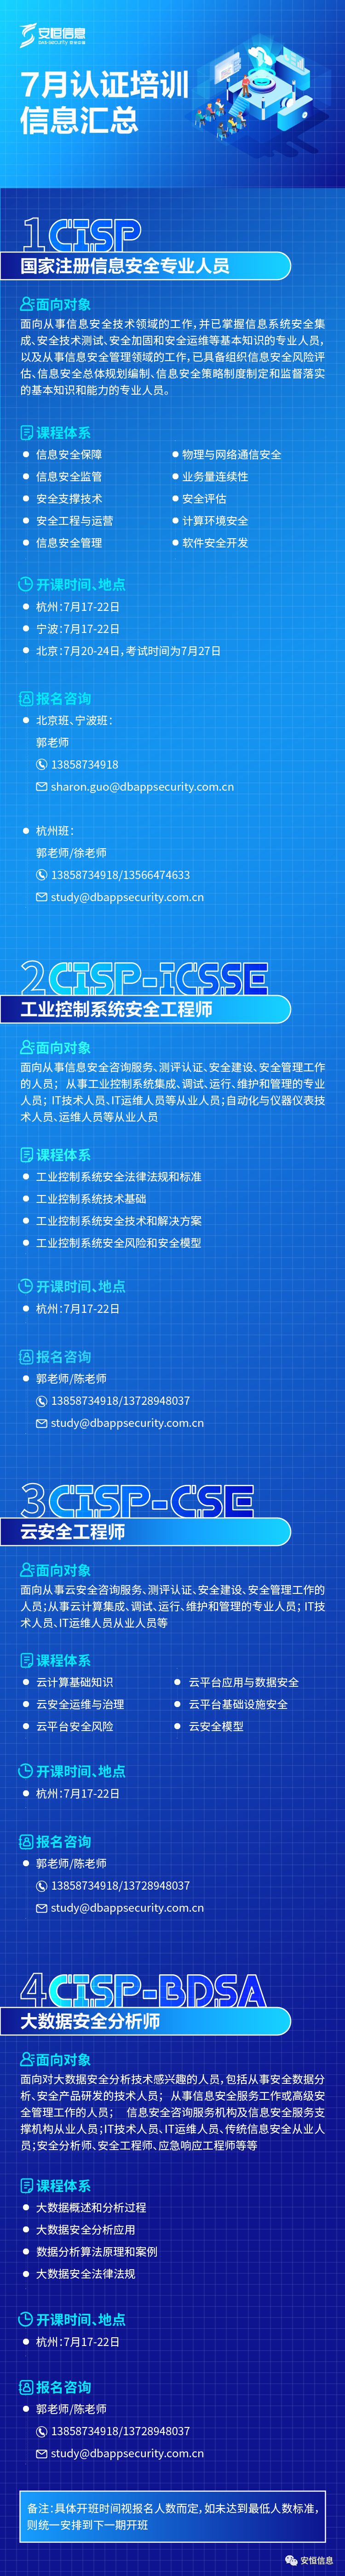 安恒信息
DAS-Security
7月认证培训
信息汇总
1CISP
国家注册信息安全专业人员
面向对象
面向从事信息安全技术领域的工作，并已掌握信息系统安全集
成、安全技术测试、安全加固和安全运维等基本知识的专业人员，
以及从事信息安全管理领域的工作，已具备组织信息安全风险评
估、信息安全总体规划编制、信息安全策略制度制定和监督落实
的基本知识和能力的专业人员。
课程体系
信息安全保障 物理与网络通信安全
信息安全监管 业务量连续性
安全支撑技术 安全评估
安全工程与运营 计算环境安全
信息安全管理 软件安全开发
开课时间、地点
杭州：7月17-22日
宁波：7月17-22日
北京：7月20-24日，考试时间为7月27日
报名咨询
北京班、宁波班：
郭老师
13858734918
sharon.guo@dbappsecurity.com.cn
杭州班：
郭老师/徐老师
13858734918/13566474633
study@dbappsecurity.com.cn
2CISP-ICSSE
工业控制系统安全工程师
面向对象
面向从事信息安全咨询服务、测评认证、安全建设、安全管理工作
的人员； 从事工业控制系统集成、调试、运行、维护和管理的专业
人员； IT技术人员、IT运维人员等从业人员；自动化与仪器仪表技
术人员、运维人员等从业人员
课程体系
工业控制系统安全法律法规和标准
工业控制系统技术基础
工业控制系统安全技术和解决方案
工业控制系统安全风险和安全模型
开课时间、地点
杭州：7月17-22日
报名咨询
郭老师/陈老师
13858734918/13728948037
study@dbappsecurity.com.cn
3CISP-CSE
云安全工程师
面向对象
面向从事云安全咨询服务、测评认证、安全建设、安全管理工作的
人员；从事云计算集成、调试、运行、维护和管理的专业人员； IT技
术人员、IT运维人员从业人员等
课程体系
云计算基础知识 云平台应用与数据安全
云安全运维与治理 云平台基础设施安全
云平台安全风险 云安全模型
开课时间、地点
杭州：7月17-22日
报名咨询
郭老师/陈老师
13858734918/13728948037
study@dbappsecurity.com.cn
4CISP-BDSA
大数据安全分析师
面向对象
面向对大数据安全分析技术感兴趣的人员，包括从事安全数据分
析、安全产品研发的技术人员； 从事信息安全服务工作或高级安
全管理工作的人员； 信息安全咨询服务机构及信息安全服务支
撑机构从业人员；IT技术人员、IT运维人员、传统信息安全从业人
员；安全分析师、安全工程师、应急响应工程师等等
课程体系
大数据概述和分析过程
大数据安全分析应用
数据分析算法原理和案例
大数据安全法律法规
开课时间、地点
杭州：7月17-22日
报名咨询
郭老师/陈老师
13858734918/13728948037
study@dbappsecurity.com.cn
备注：具体开班时间视报名人数而定，如未达到最低人数标准，
则统一安排到下一期开班
安恒信息